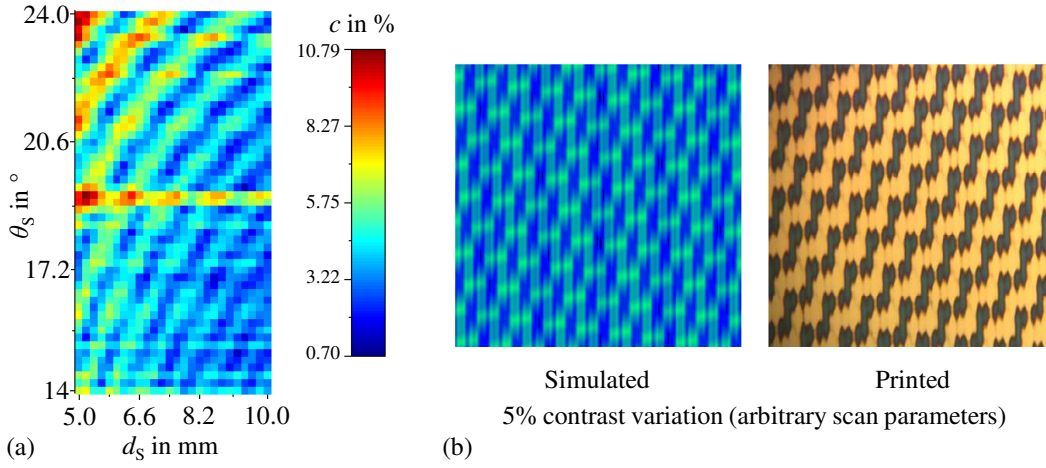 24.0
20.6
17.2
14
θS in °
5.0 6.6 8.2 10.0
dS in mm
(a)
c in %
10.79
8.27
5.75
3.22
0.70
Simulated Printed
5% contrast variation (arbitrary scan parameters)
(b)